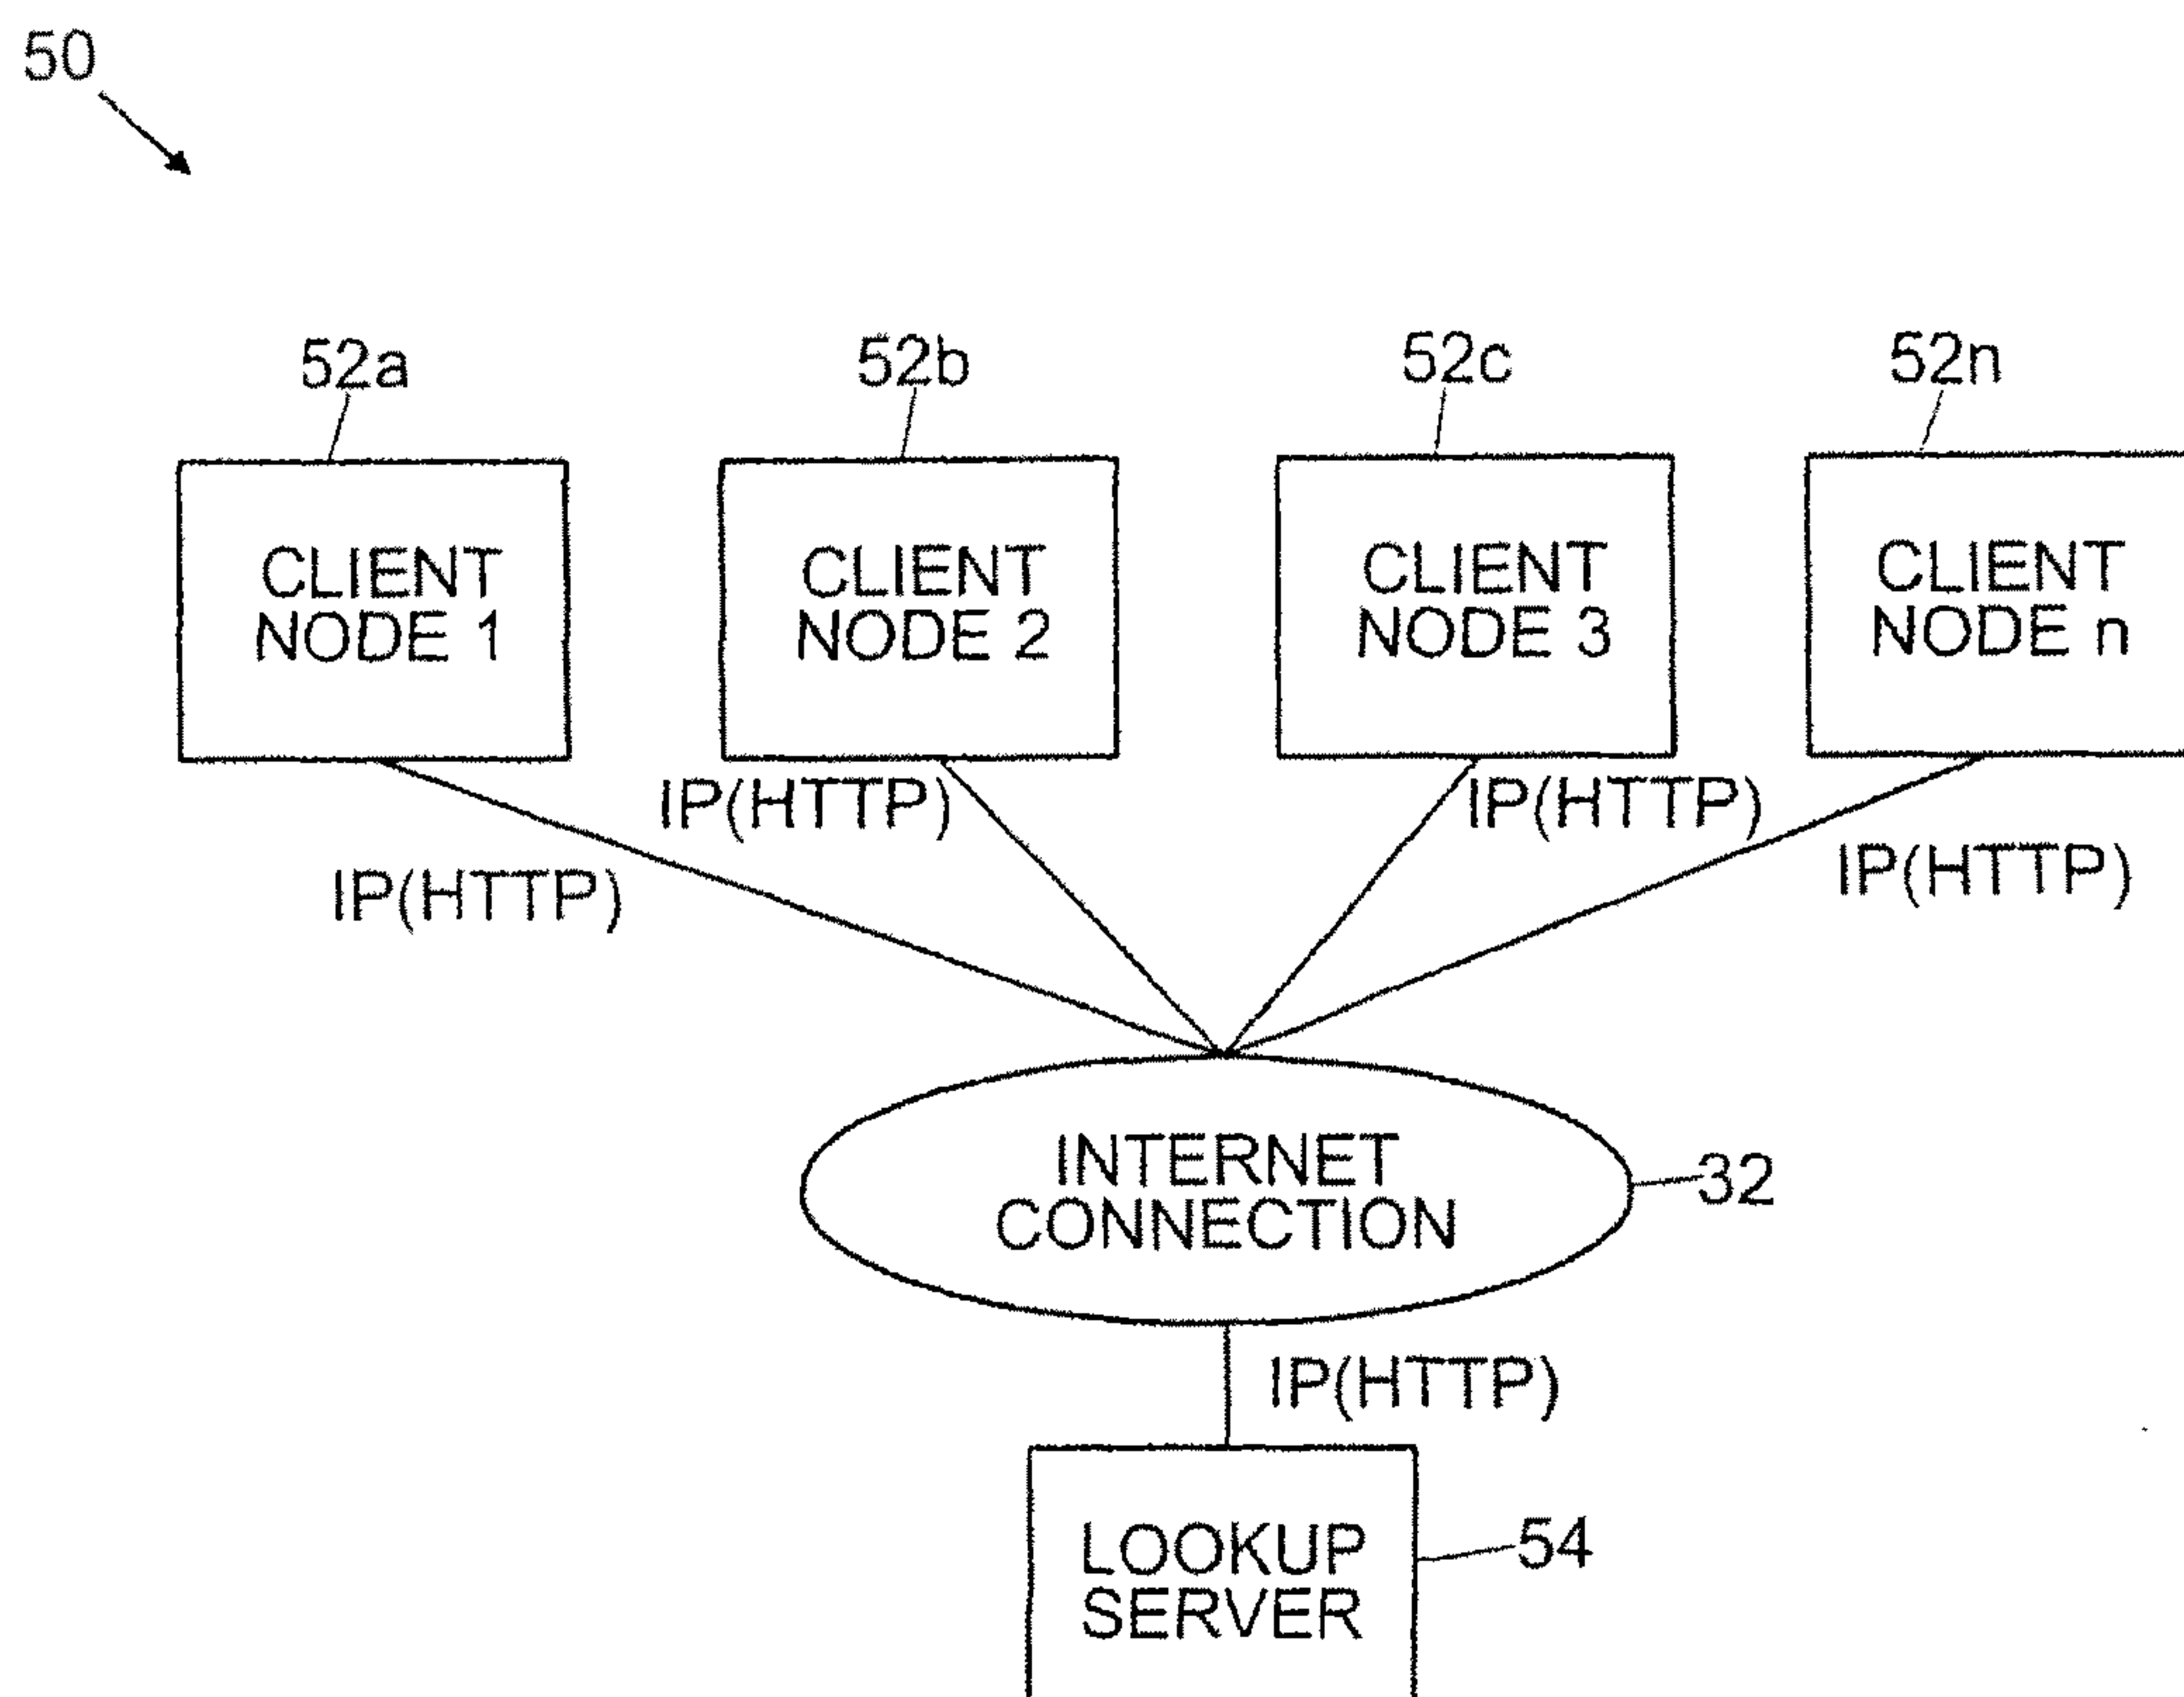 50
52a
52b
52c
52n
CLIENT
NODE 1
CLIENT
NODE 2
CLIENT
NODE 3
CLIENT
NODE n
IP(HTTP)
IP(HTTP)
IP(HTTP)
IP(HTTP)
INTERNET
CONNECTION
32
IP(HTTP)
LOOKUP
SERVER
54